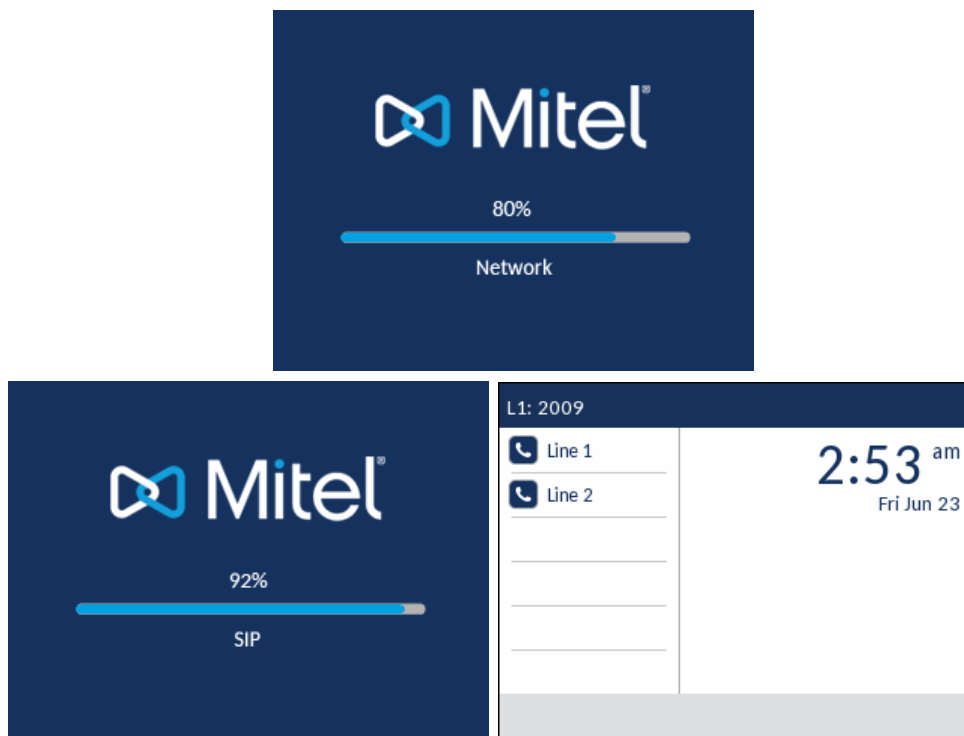 Mitel®
80%
Network
Mitel®
92%
SIP
L1: 2009
Line 1
Line 2
2:53 am
Fri Jun 23